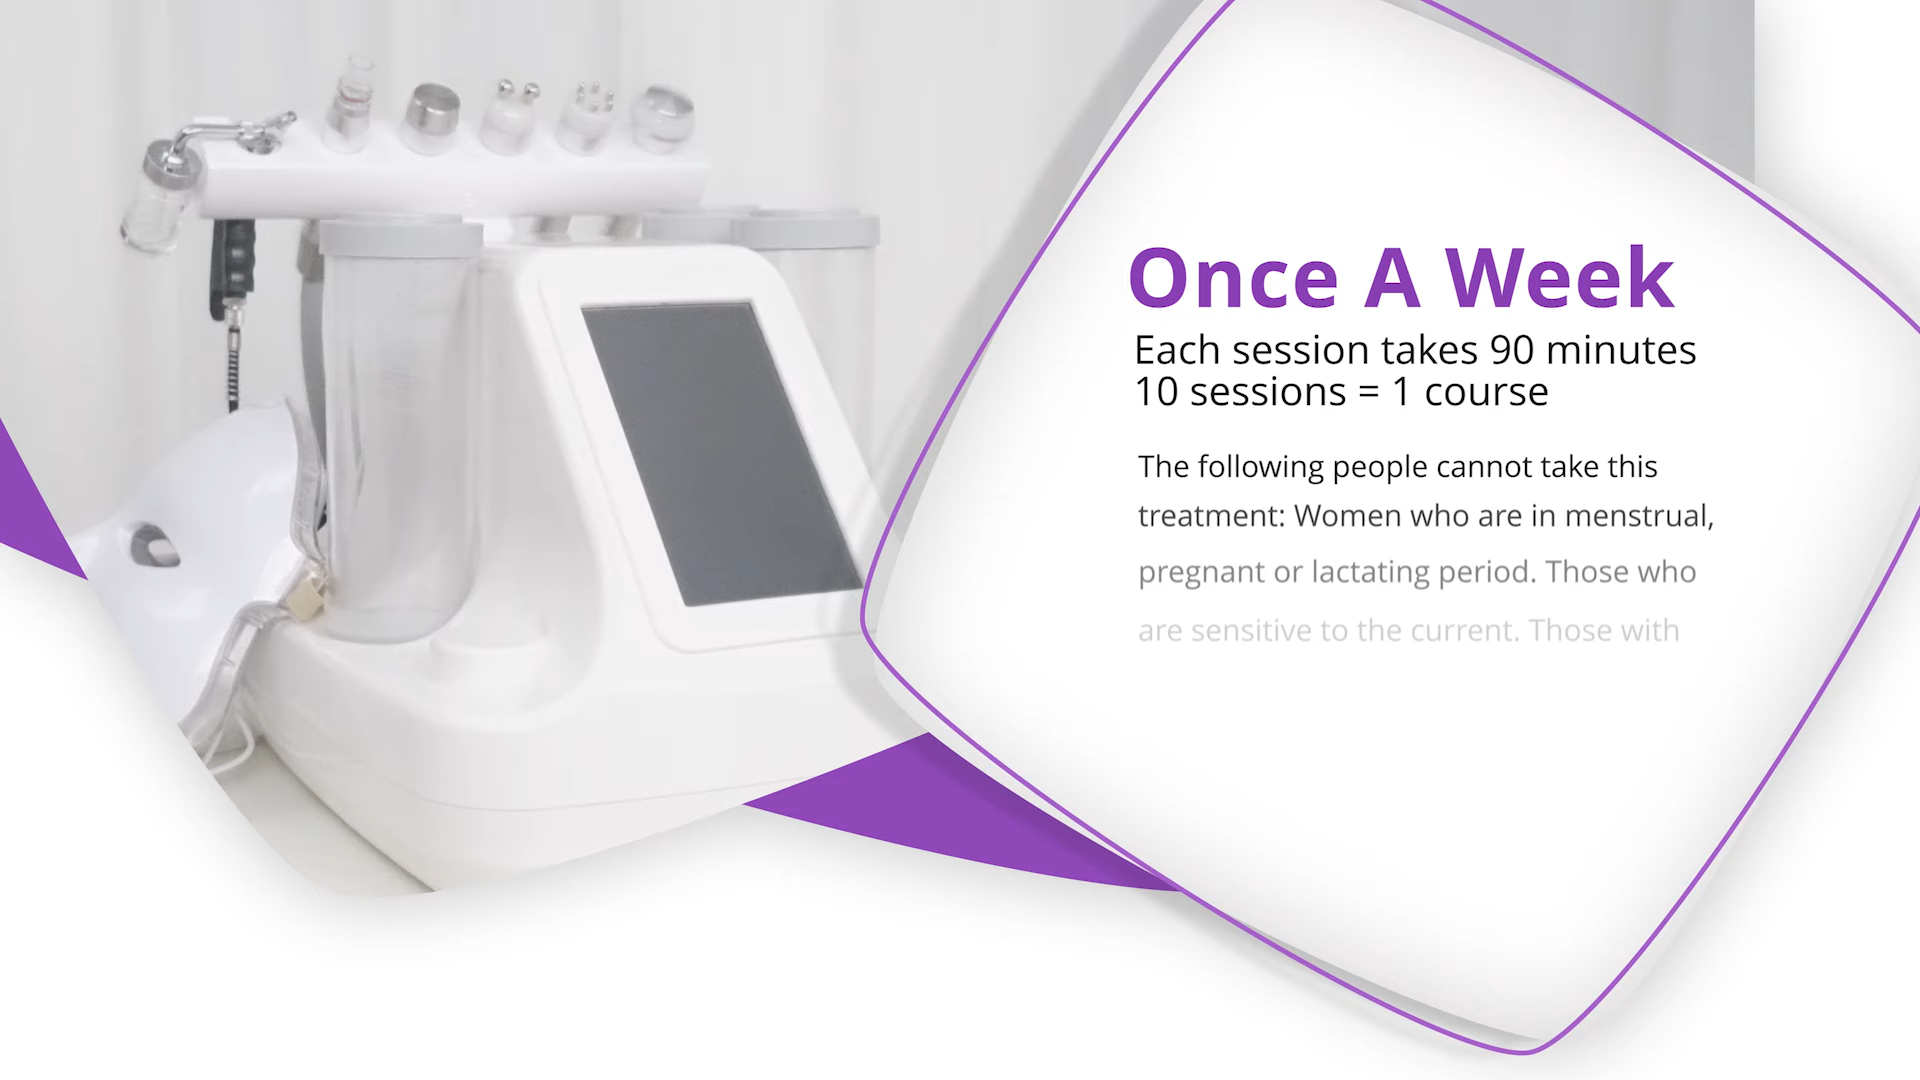 Once A Week
Each session takes 90 minutes
10 sessions = 1 course
The following people cannot take this
treatment: Women who are in menstrual,
pregnant or lactating period. Those who
are sensitive to the current. Those with